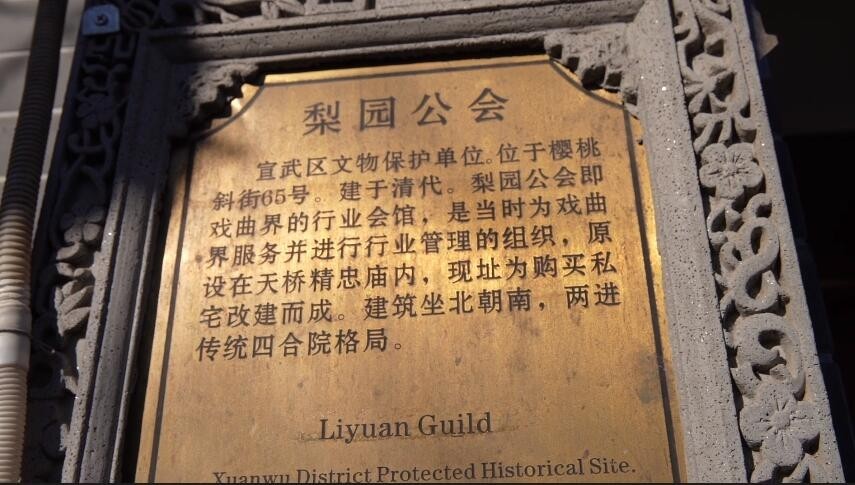 梨园公会
宣武区文物保护单位。位于樱桃
斜街65号。建于清代。梨园公会即
戏曲界的行业会馆，是当时为戏曲
界服务并进行行业管理的组织，原
设在天桥精忠庙内，现址为购买私
宅改建而成。建筑坐北朝南，两进
传统四合院格局。
Liyuan Guild
Xuanwu District Protected Historical Site.